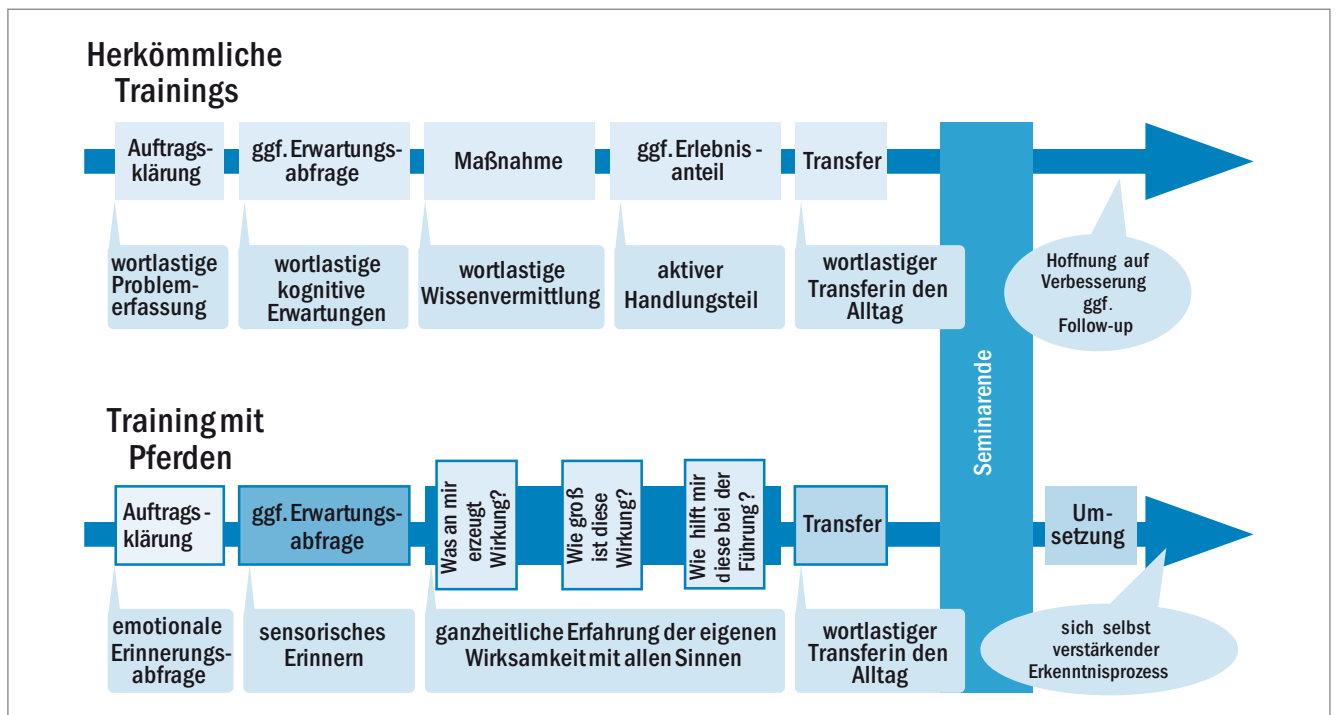 Herkömmliche
Trainings
Auftrags-
klärung
ggf. Erwartungs-
abfrage
Maßnahme
ggf. Erlebnis -
anteil
Transfer
wortlastige
Problem-
erfassung
wortlastige
kognitive
Erwartungen
wortlastige
Wissenvermittlung
aktiver
Handlungsteil
wortlastiger
Transfer in den
Alltag
Hoffnung auf
Verbesserung
ggf.
Follow-up
Seminarende
Training mit
Pferden
Auftrags-
klärung
ggf. Erwartungs-
abfrage
Was an mir
erzeugt
Wirkung?
Wie groß
ist diese
Wirkung?
Wie hilft mir
diese bei der
Führung?
Transfer
Um-
setzung
emotionale
Erinnerungs-
abfrage
sensorisches
Erinnern
ganzheitliche Erfahrung der eigenen
Wirksamkeit mit allen Sinnen
wortlastiger
Transfer in den
Alltag
sich selbst
verstärkender
Erkenntnisprozess